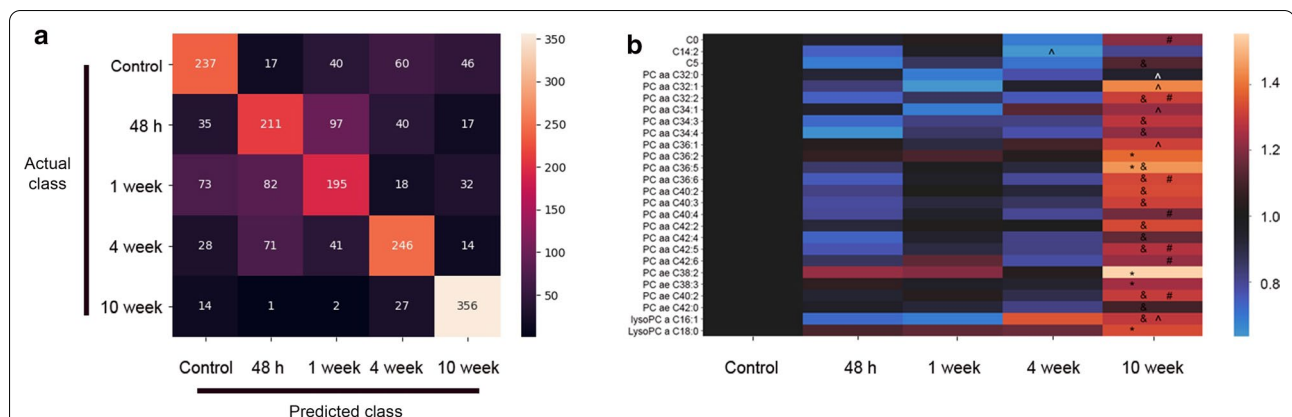 a
Actual
class
Control
48 h
1 week
4 week
10 week
237 17 40 60 46
35 211 97 40 17
73 82 195 18 32
28 71 41 246 14
14 1 2 27 356
Control 48 h 1 week 4 week 10 week
Predicted class
350
300
250
200
150
100
50
b
C0 #
C14:2 ^
C5 &
PC aa C32:0 ^
PC aa C32:1 ^
PC aa C32:2 & #
PC aa C34:1 ^
PC aa C34:3 &
PC aa C34:4 &
PC aa C36:1 ^
PC aa C36:2 *
PC aa C36:5 * &
PC aa C36:6 & #
PC aa C40:2 &
PC aa C40:3 &
PC aa C40:4 #
PC aa C42:2 &
PC aa C42:4 &
PC aa C42:5 & #
PC aa C42:6 #
PC ae C38:2 *
PC ae C38:3 *
PC ae C40:2 & #
PC ae C42:0 &
lysoPC a C16:1 & ^
LysoPC a C18:0 *
Control 48 h 1 week 4 week 10 week
1.4
1.2
1.0
0.8